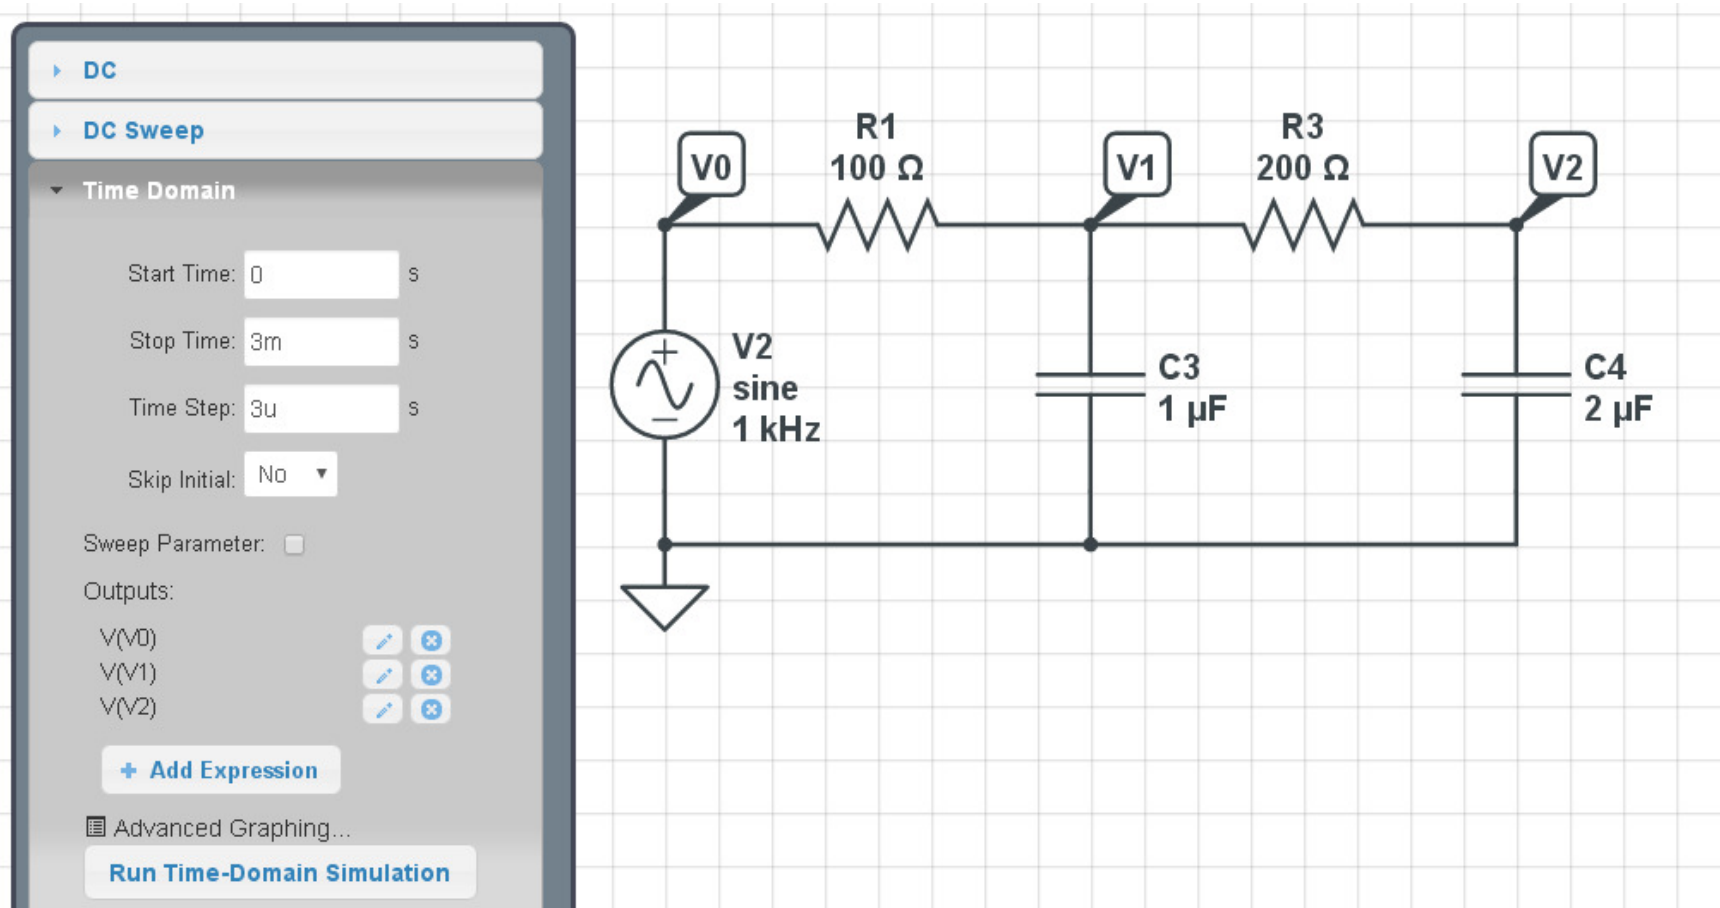 DC
DC Sweep
Time Domain
Start Time: 0 s
Stop Time: 3m s
Time Step: 3u s
Skip Initial: No
Sweep Parameter:
Outputs:
V(V0)
V(V1)
V(V2)
+ Add Expression
Advanced Graphing...
Run Time-Domain Simulation
V0
R1
100 Ω
V1
R3
200 Ω
V2
V2
sine
1 kHz
C3
1 µF
C4
2 µF